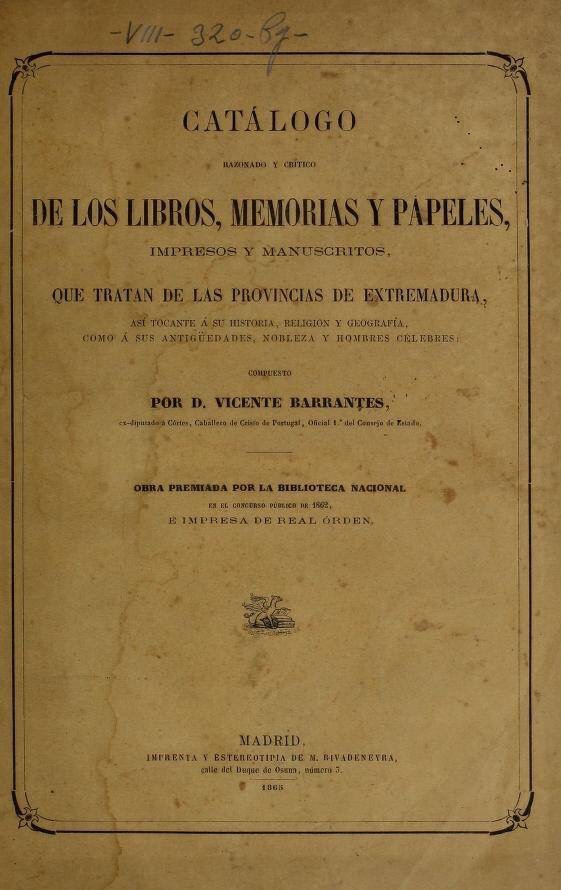 -VIII- 320-
CATÁLOGO
RAZONADO Y CRÍTICO
DE LOS LIBROS, MEMORIAS Y PAPELES,
IMPRESOS Y MANUSCRITOS,
QUE TRATAN DE LAS PROVINCIAS DE EXTREMADURA,
ASÍ TOCANTE Á SU HISTORIA, RELIGION Y GEOGRAFÍA,
COMO Á SUS ANTIGÜEDADES, NOBLEZA Y HOMBRES CÉLEBRES:
COMPUESTO
POR D. VICENTE BARRANTES,
ex-diputado á Córtes, Caballero de Cristo de Portugal, Oficial 1.º del Consejo de Estado.
OBRA PREMIADA POR LA BIBLIOTECA NACIONAL
EN EL CONCURSO PÚBLICO DE 1862,
É IMPRESA DE REAL ÓRDEN.
MADRID,
IMPRENTA Y ESTEREOTIPIA DE M. RIVADENEYRA,
calle del Duque de Osuna, número 3.
1865